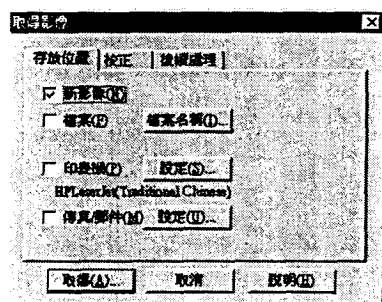 取得影像
存放位置 校正 後續處理
新影像(N)
檔案(F) 檔案名稱(I)...
印表機(P) 設定(S)...
HP LaserJet(Traditional Chinese)
傳真/郵件(M) 設定(U)...
取得(A)... 取消 說明(H)